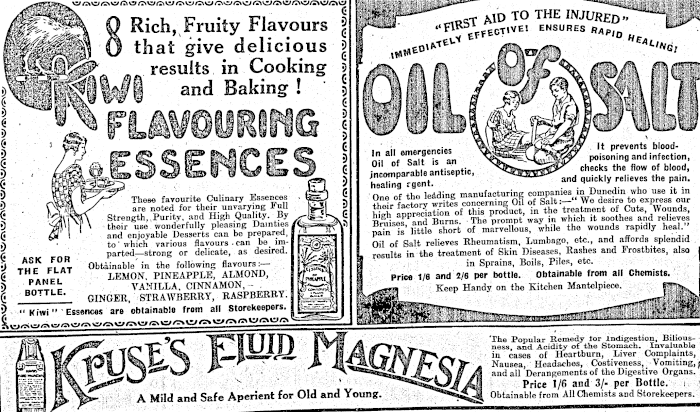 8 Rich, Fruity Flavours
that give delicious
results in Cooking
and Baking !
KIWI
FLAVOURING
ESSENCES
These favourite Culinary Essences
are noted for their unvarying Full
Strength, Purity, and High Quality. By
their use wonderfully pleasing Dainties
and enjoyable Desserts can be prepared,
to which various flavours can be im-
parted—strong or delicate, as desired.
Obtainable in the following flavours :—
LEMON, PINEAPPLE, ALMOND,
VANILLA, CINNAMON,
GINGER, STRAWBERRY, RASPBERRY.
ASK FOR
THE FLAT
PANEL
BOTTLE.
"Kiwi" Essences are obtainable from all Storekeepers.
"FIRST AID TO THE INJURED"
IMMEDIATELY EFFECTIVE! ENSURES RAPID HEALING!
OIL OF SALT
In all emergencies
Oil of Salt is an
incomparable antiseptic,
healing agent.
It prevents blood-
poisoning and infection,
checks the flow of blood,
and quickly relieves the pain.
One of the leading manufacturing companies in Dunedin who use it in
their factory writes concerning Oil of Salt :—"We desire to express our
high appreciation of this product, in the treatment of Cuts, Wounds,
Bruises, and Burns. The prompt way in which it soothes and relieves
pain is little short of marvellous, while the wounds rapidly heal."
Oil of Salt relieves Rheumatism, Lumbago, etc., and affords splendid
results in the treatment of Skin Diseases, Rashes and Frostbites, also
in Sprains, Boils, Piles, etc.
Price 1/6 and 2/6 per bottle. Obtainable from all Chemists.
Keep Handy on the Kitchen Mantelpiece.
KRUSE'S FLUID MAGNESIA
A Mild and Safe Aperient for Old and Young.
The Popular Remedy for Indigestion, Bilious-
ness, and Acidity of the Stomach. Invaluable
in cases of Heartburn, Liver Complaints,
Nausea, Headaches, Costiveness, Vomiting,
and all Derangements of the Digestive Organs.
Price 1/6 and 3/- per Bottle.
Obtainable from All Chemists and Storekeepers